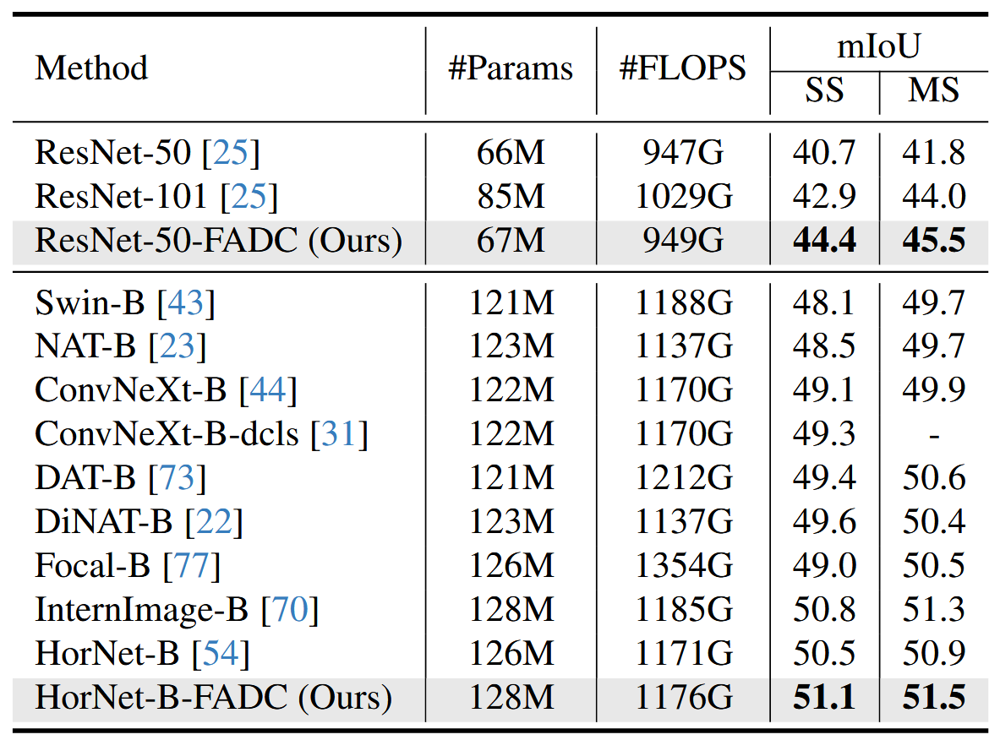 Method #Params #FLOPS mIoU
SS MS
ResNet-50 [25] 66M 947G 40.7 41.8
ResNet-101 [25] 85M 1029G 42.9 44.0
ResNet-50-FADC (Ours) 67M 949G 44.4 45.5
Swin-B [43] 121M 1188G 48.1 49.7
NAT-B [23] 123M 1137G 48.5 49.7
ConvNeXt-B [44] 122M 1170G 49.1 49.9
ConvNeXt-B-dcls [31] 122M 1170G 49.3 -
DAT-B [73] 121M 1212G 49.4 50.6
DiNAT-B [22] 123M 1137G 49.6 50.4
Focal-B [77] 126M 1354G 49.0 50.5
InternImage-B [70] 128M 1185G 50.8 51.3
HorNet-B [54] 126M 1171G 50.5 50.9
HorNet-B-FADC (Ours) 128M 1176G 51.1 51.5